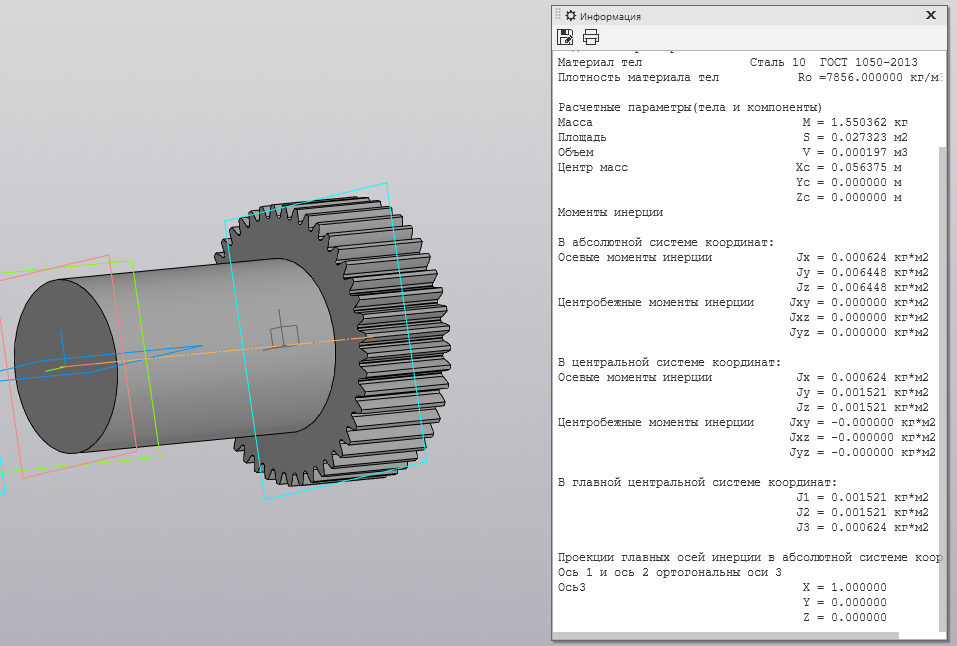 Информация
Материал тел Сталь 10 ГОСТ 1050-2013
Плотность материала тел Ro =7856.000000 кг/м
Расчетные параметры(тела и компоненты)
Масса M = 1.550362 кг
Площадь S = 0.027323 м2
Объем V = 0.000197 м3
Центр масс Xc = 0.056375 м
Yc = 0.000000 м
Zc = 0.000000 м
Моменты инерции
В абсолютной системе координат:
Осевые моменты инерции Jx = 0.000624 кг*м2
Jy = 0.006448 кг*м2
Jz = 0.006448 кг*м2
Центробежные моменты инерции Jxy = 0.000000 кг*м2
Jxz = 0.000000 кг*м2
Jyz = 0.000000 кг*м2
В центральной системе координат:
Осевые моменты инерции Jx = 0.000624 кг*м2
Jy = 0.001521 кг*м2
Jz = 0.001521 кг*м2
Центробежные моменты инерции Jxy = -0.000000 кг*м2
Jxz = -0.000000 кг*м2
Jyz = -0.000000 кг*м2
В главной центральной системе координат:
J1 = 0.001521 кг*м2
J2 = 0.001521 кг*м2
J3 = 0.000624 кг*м2
Проекции главных осей инерции в абсолютной системе коор
Ось 1 и ось 2 ортогональны оси 3
Ось3 X = 1.000000
Y = 0.000000
Z = 0.000000